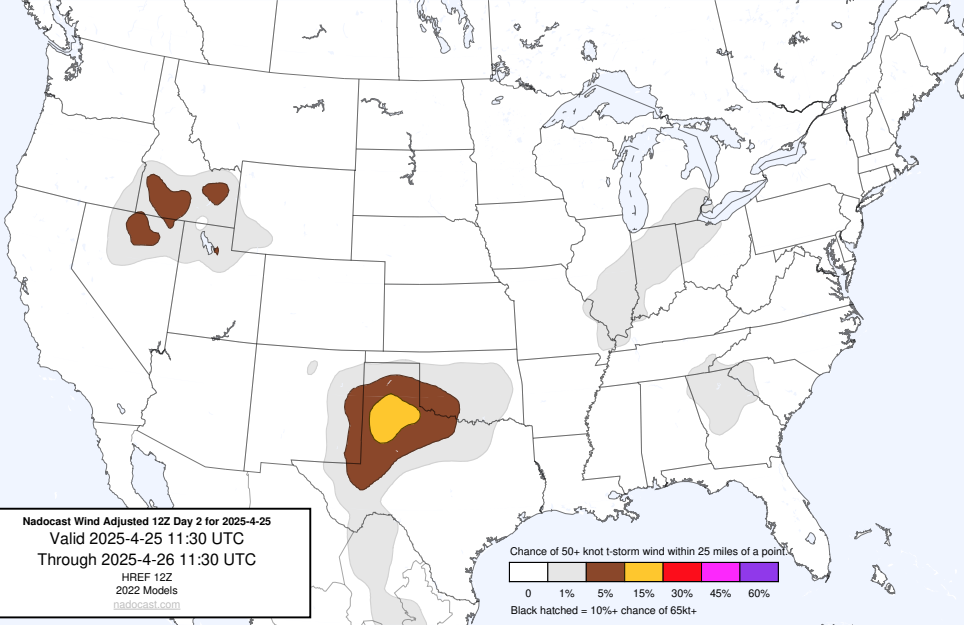 Nadocast Wind Adjusted 12Z Day 2 for 2025-4-25
Valid 2025-4-25 11:30 UTC
Through 2025-4-26 11:30 UTC
HREF 12Z
2022 Models
nadocast.com
Chance of 50+ knot t-storm wind within 25 miles of a point.
0 1% 5% 15% 30% 45% 60%
Black hatched = 10%+ chance of 65kt+